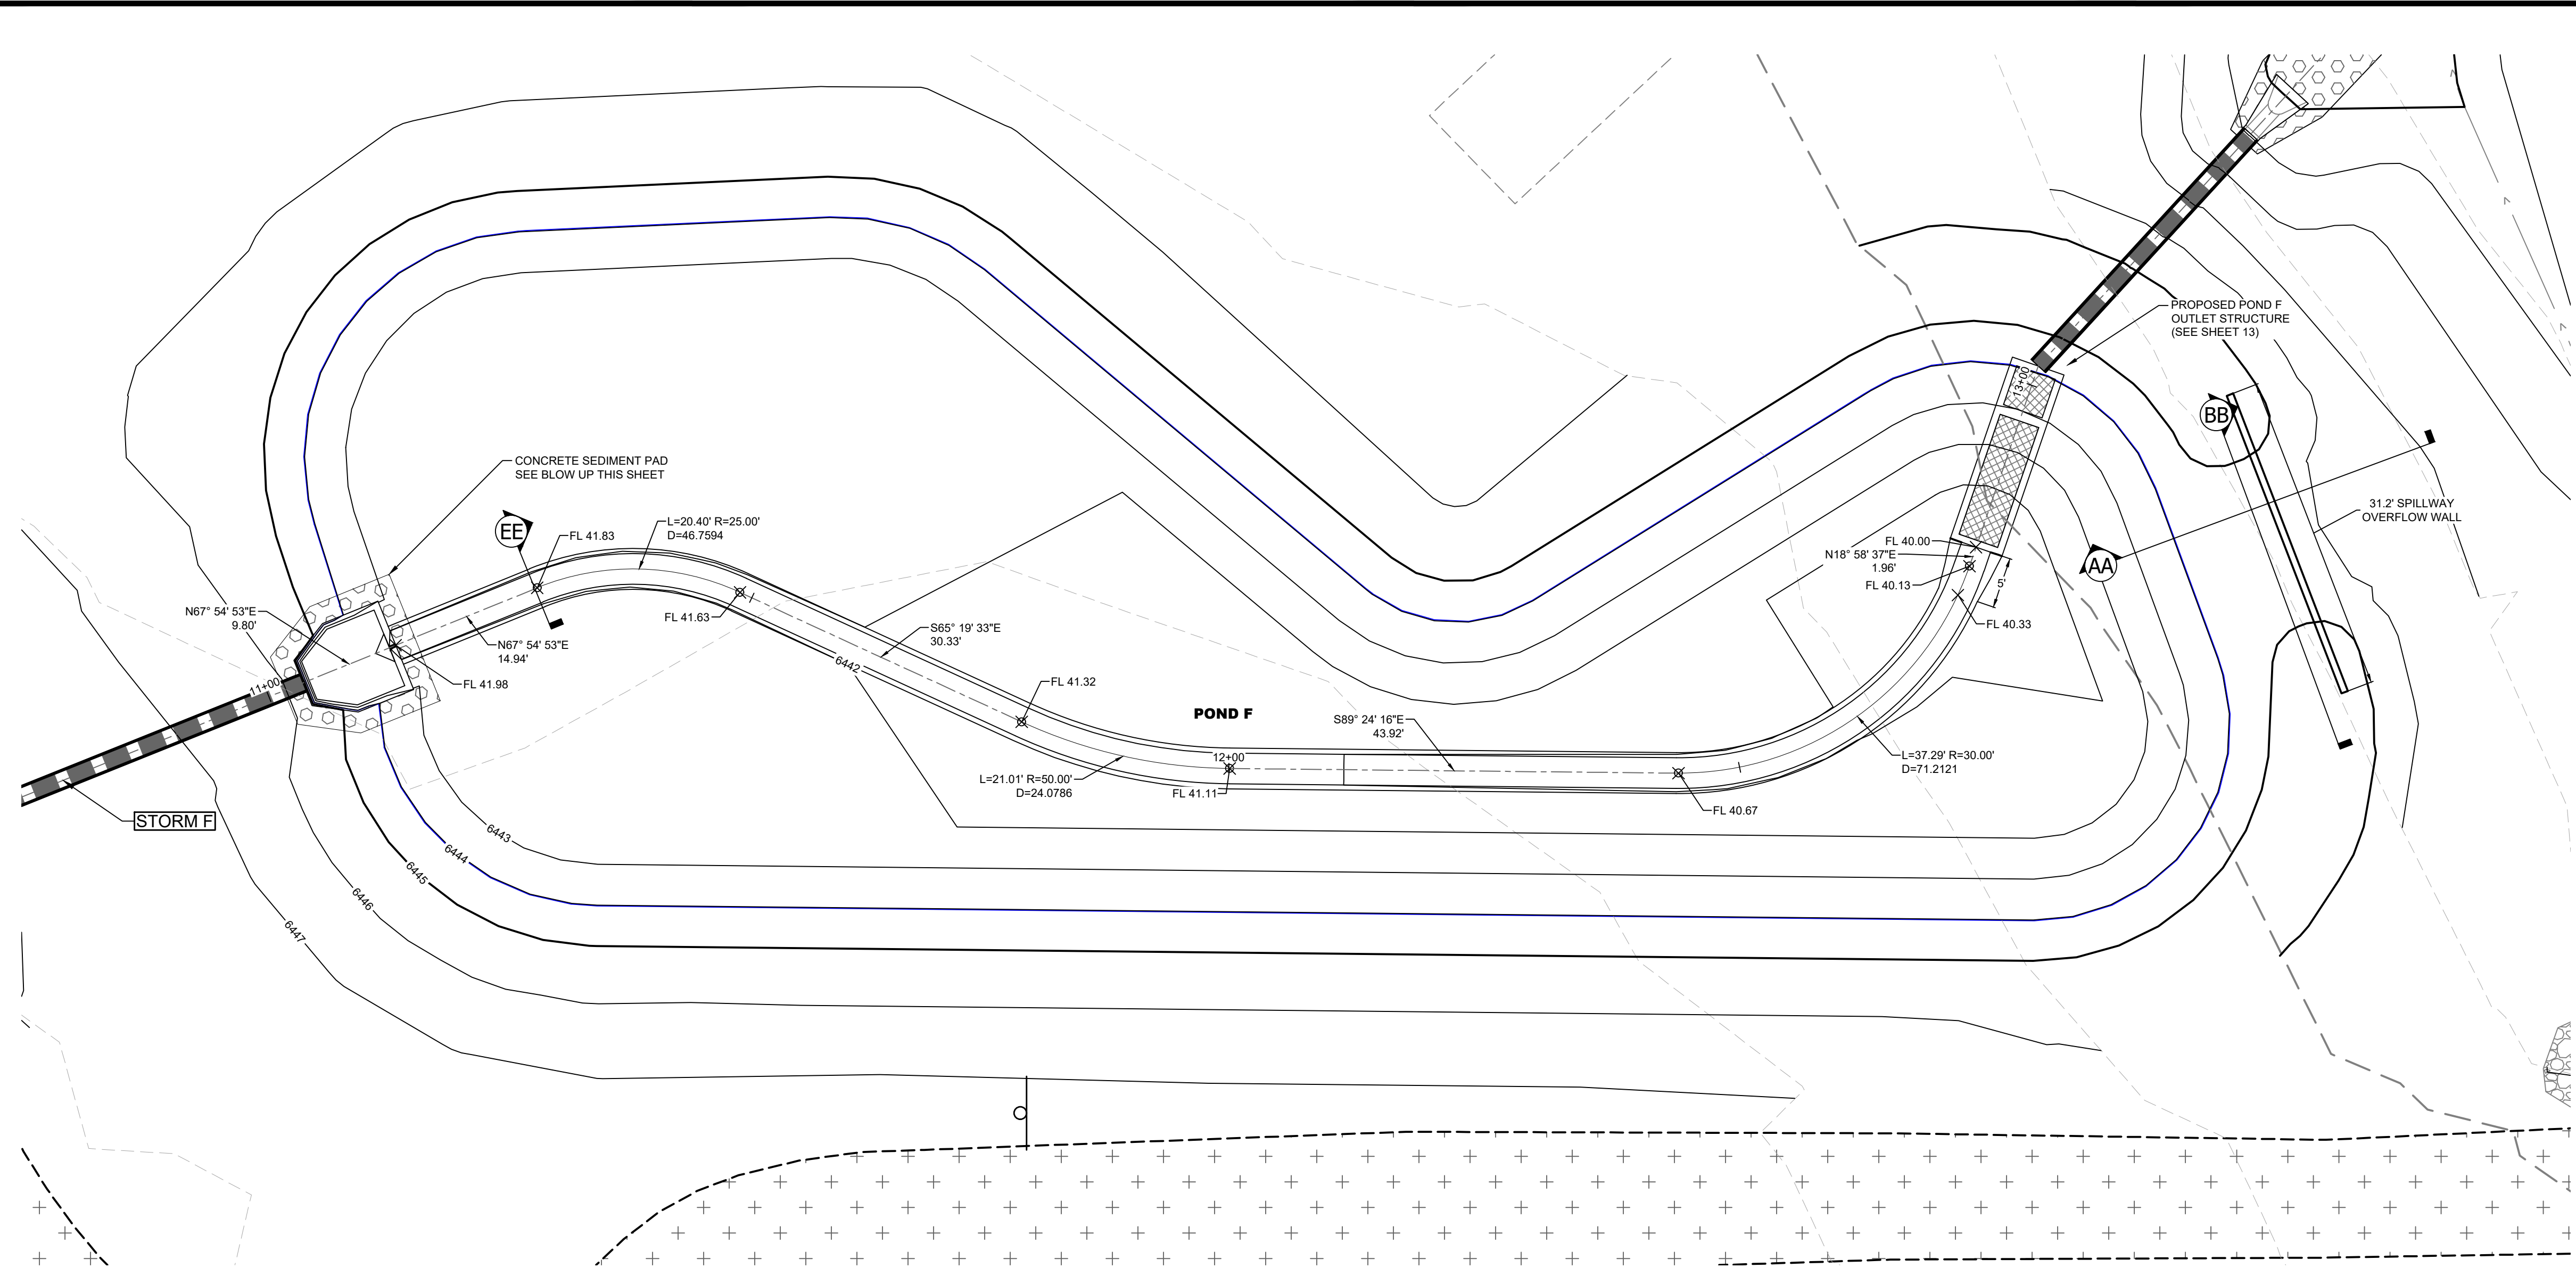 PROPOSED POND F
OUTLET STRUCTURE
(SEE SHEET 13)
13+00
BB
CONCRETE SEDIMENT PAD
SEE BLOW UP THIS SHEET
31.2' SPILLWAY
OVERFLOW WALL
EE
FL 41.83
L=20.40' R=25.00'
D=46.7594
FL 40.00
N18° 58' 37"E
1.96'
FL 40.13
AA
5'
N67° 54' 53"E
9.80'
FL 41.63
FL 40.33
S65° 19' 33"E
30.33'
N67° 54' 53"E
14.94'
6442
11+00
FL 41.98
FL 41.32
POND F
S89° 24' 16"E
43.92'
12+00
L=21.01' R=50.00'
D=24.0786
FL 41.11
L=37.29' R=30.00'
D=71.2121
FL 40.67
STORM F
6443
6444
6445
6446
6447